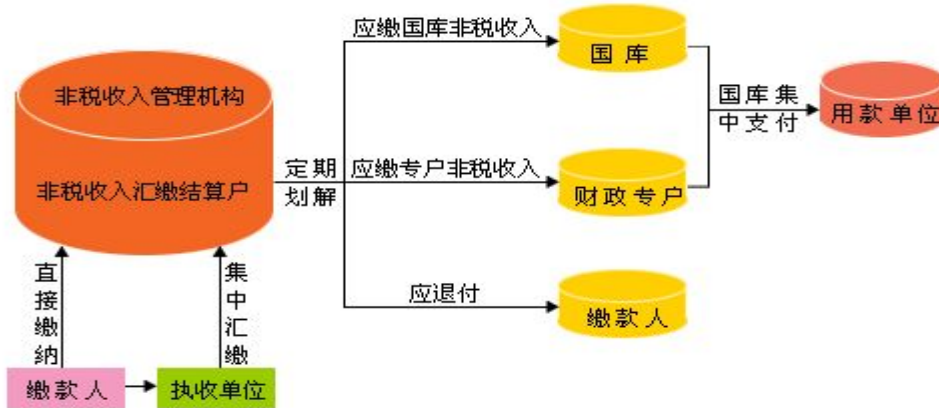 应缴国库非税收入
国库
非税收入管理机构
国库集
中支付
用款单位
非税收入汇缴结算户
定期
划解
应缴专户非税收入
财政专户
直接缴纳
集中汇缴
应退付
缴款人
缴款人
执收单位